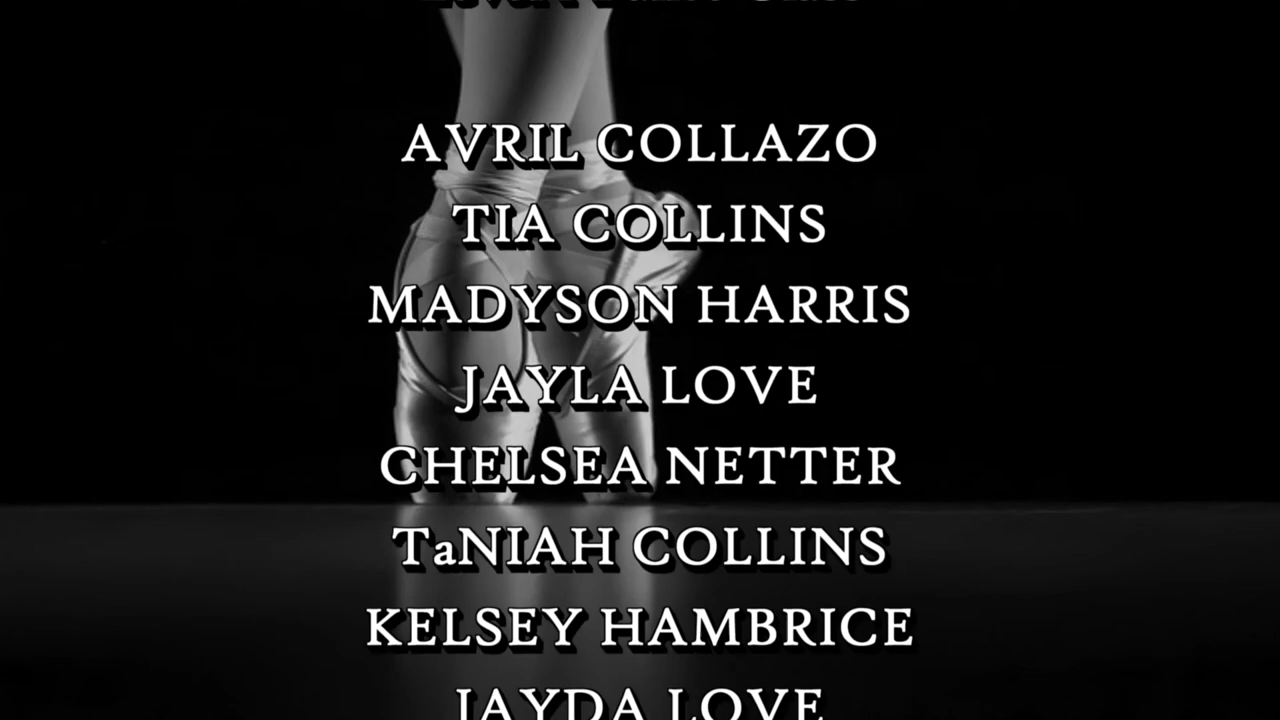 AVRIL COLLAZO
TIA COLLINS
MADYSON HARRIS
JAYLA LOVE
CHELSEA NETTER
TaNIAH COLLINS
KELSEY HAMBRICE
JAYDA LOVE